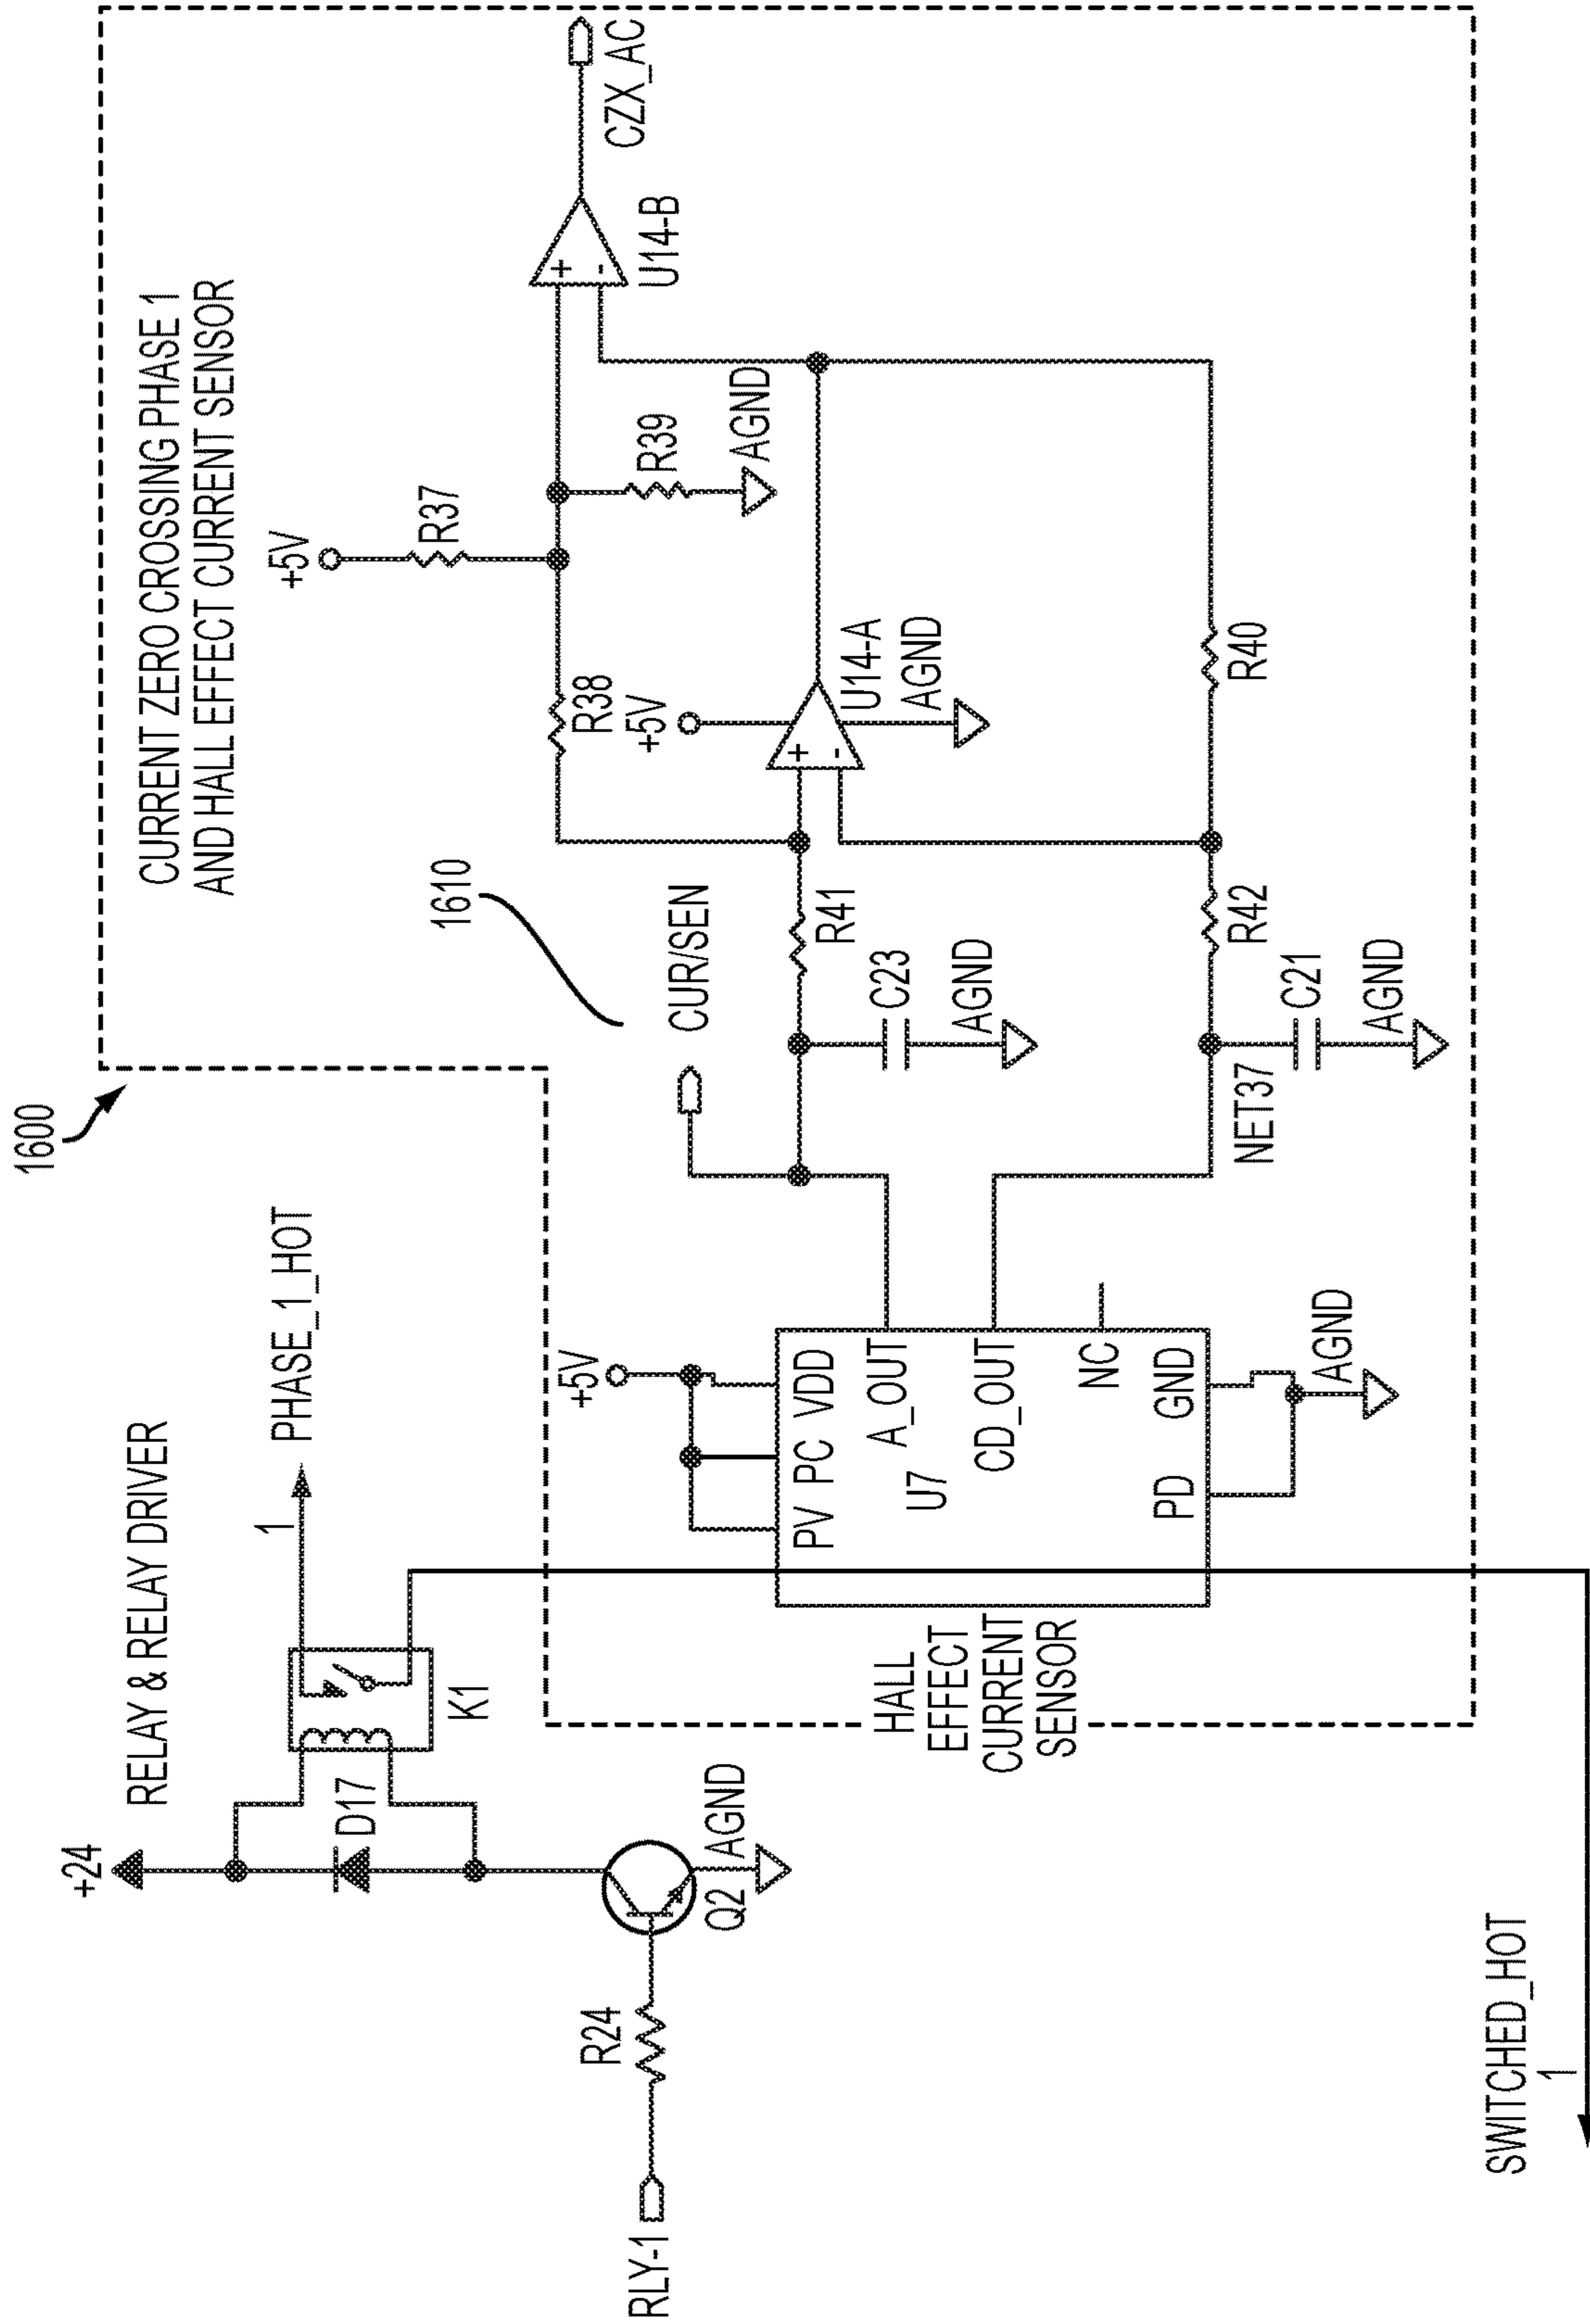 1600
RELAY & RELAY DRIVER
+24
D17
K1
1
PHASE_1_HOT
RLY-1
R24
Q2
AGND
SWITCHED_HOT
1
CURRENT ZERO CROSSING PHASE 1
AND HALL EFFECT CURRENT SENSOR
1610
HALL
EFFECT
CURRENT
SENSOR
+5V
PV PC VDD
A_OUT
U7
CD_OUT
NC
PD GND
AGND
CUR/SEN
R41
C23
AGND
NET37
R42
C21
AGND
R38
+5V
+
-
U14-A
AGND
R40
+5V
R37
R39
AGND
+
-
U14-B
CZX_AC